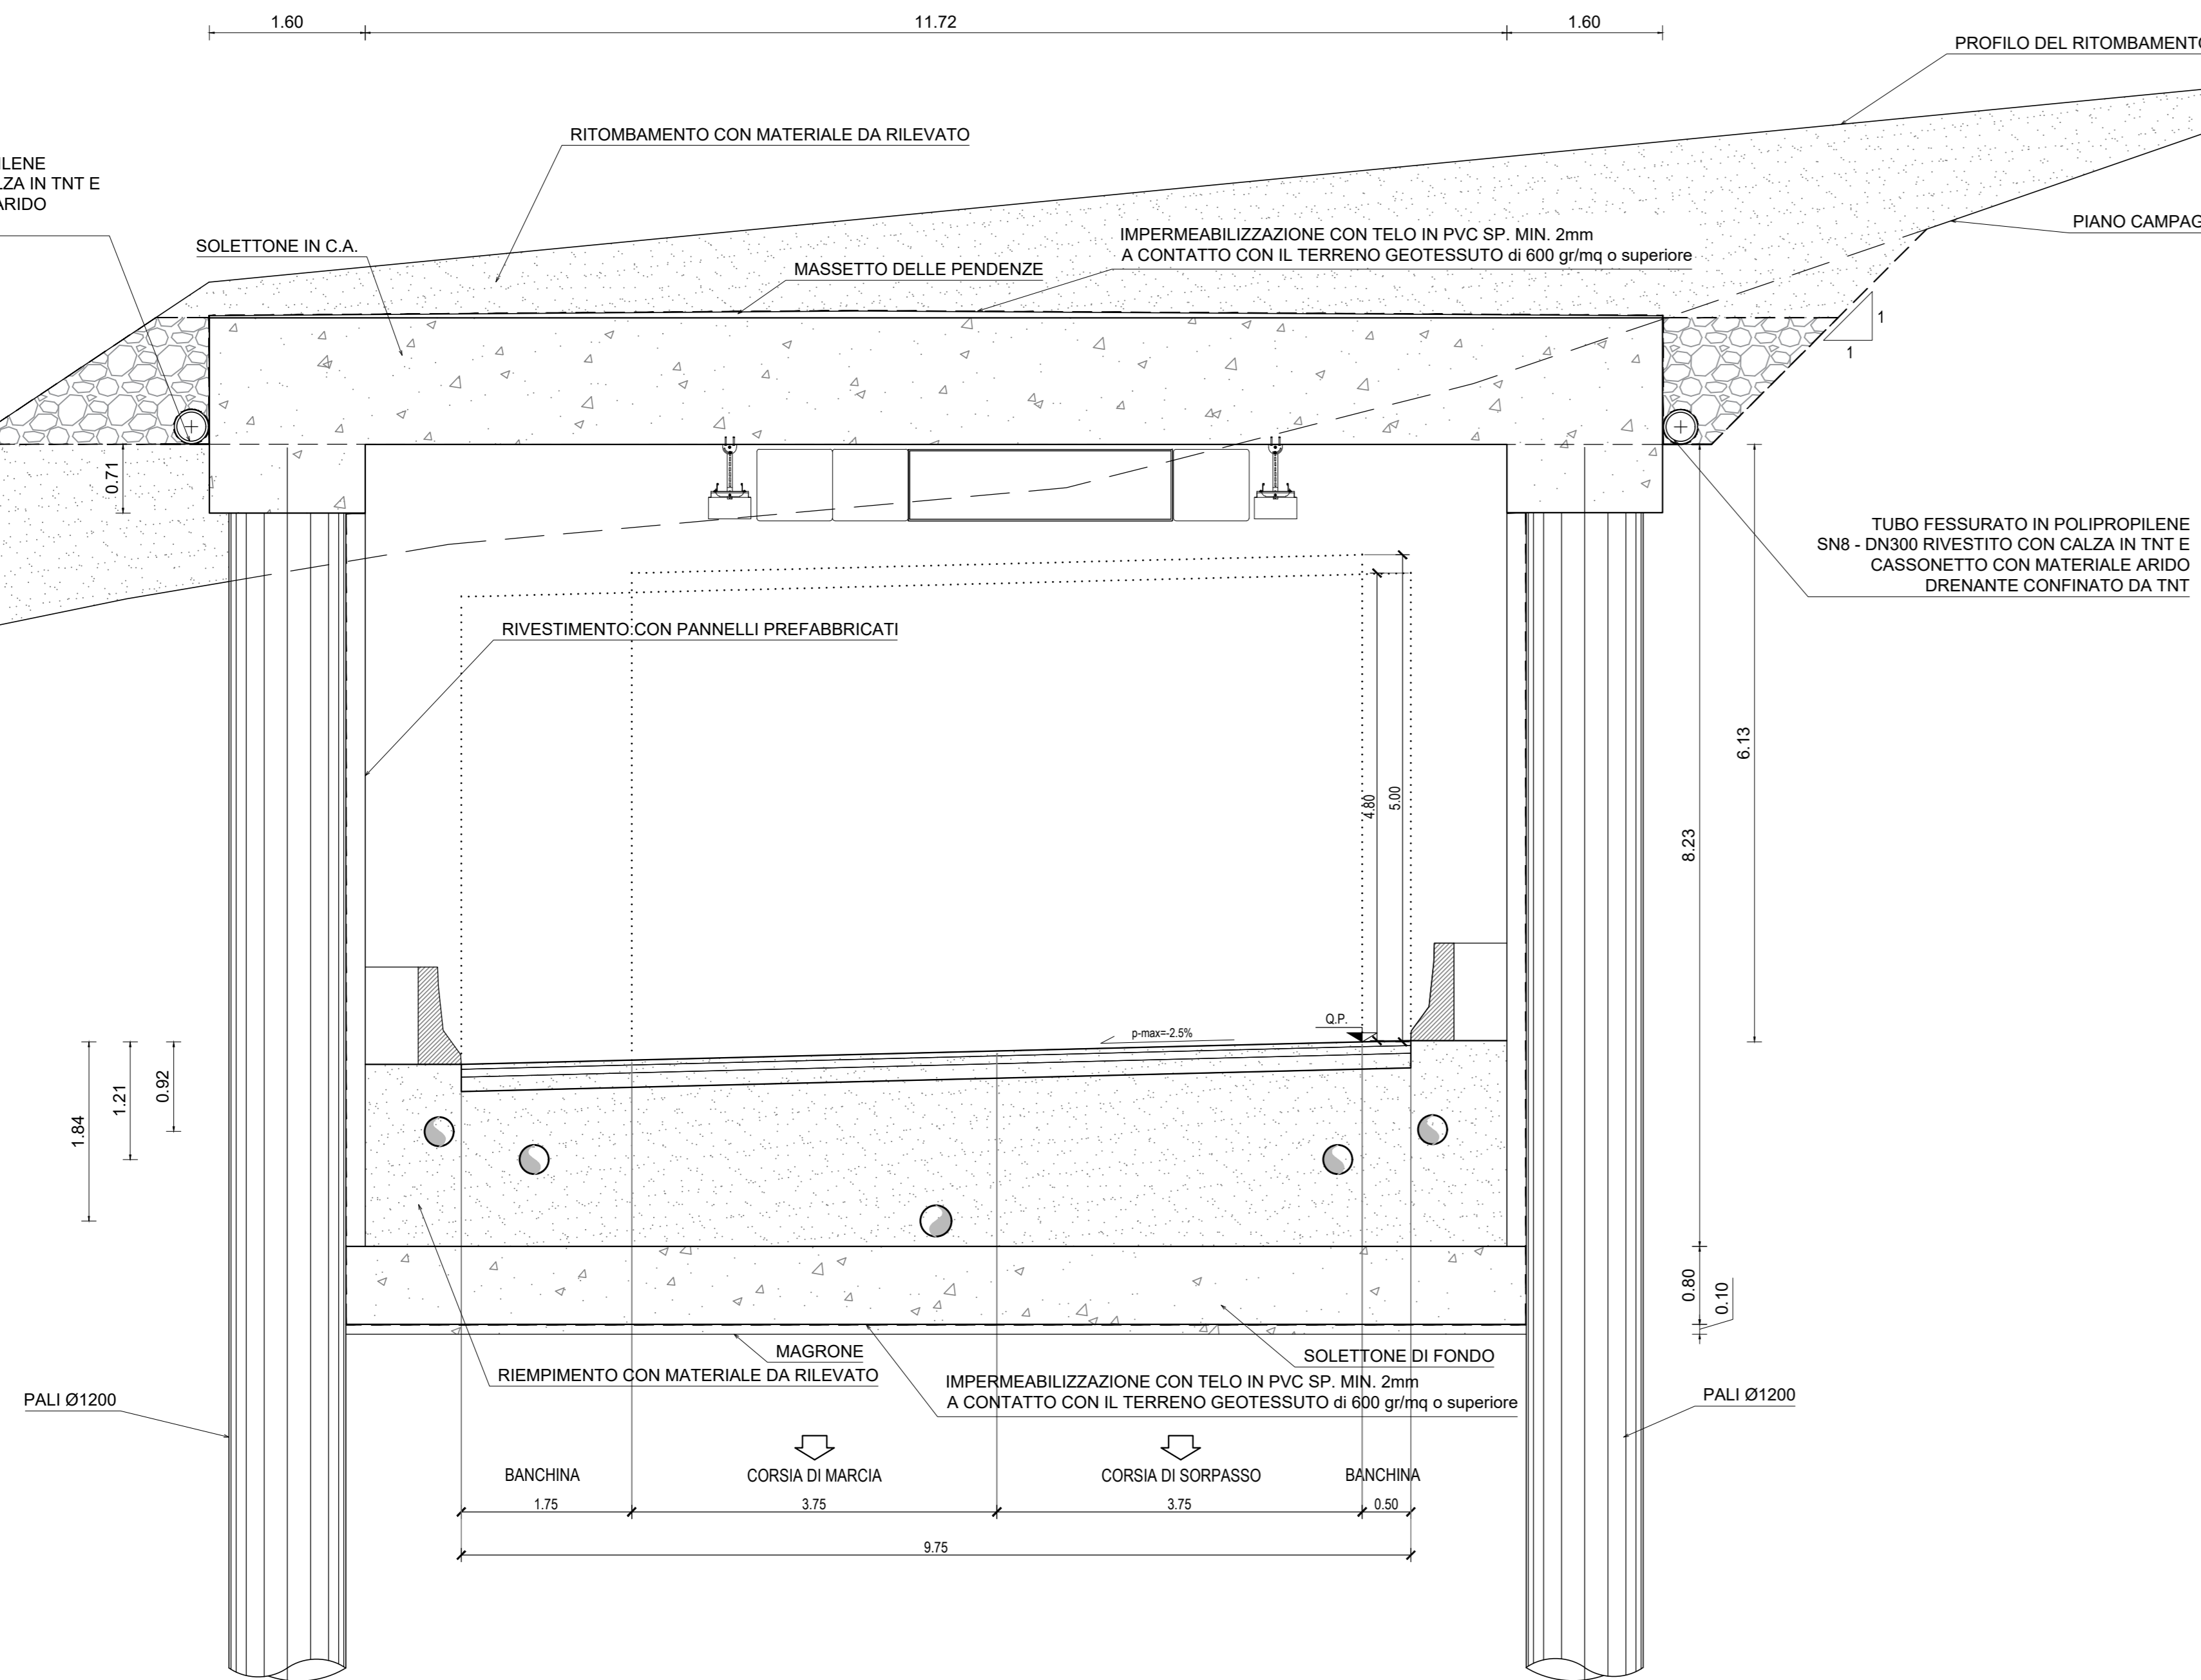 1.60
11.72
1.60
PROFILO DEL RITOMBAMENTO
RITOMBAMENTO CON MATERIALE DA RILEVATO
ILENE
LZA IN TNT E
ARIDO
PIANO CAMPAG
SOLETTONE IN C.A.
IMPERMEABILIZZAZIONE CON TELO IN PVC SP. MIN. 2mm
A CONTATTO CON IL TERRENO GEOTESSUTO di 600 gr/mq o superiore
MASSETTO DELLE PENDENZE
1
1
0.71
TUBO FESSURATO IN POLIPROPILENE
SN8 - DN300 RIVESTITO CON CALZA IN TNT E
CASSONETTO CON MATERIALE ARIDO
DRENANTE CONFINATO DA TNT
RIVESTIMENTO CON PANNELLI PREFABBRICATI
6.13
4.80
5.00
8.23
Q.P.
p-max=-2.5%
1.84
1.21
0.92
0.80
0.10
MAGRONE
SOLETTONE DI FONDO
RIEMPIMENTO CON MATERIALE DA RILEVATO
IMPERMEABILIZZAZIONE CON TELO IN PVC SP. MIN. 2mm
A CONTATTO CON IL TERRENO GEOTESSUTO di 600 gr/mq o superiore
PALI Ø1200
PALI Ø1200
BANCHINA
CORSIA DI MARCIA
CORSIA DI SORPASSO
BANCHINA
1.75
3.75
3.75
0.50
9.75